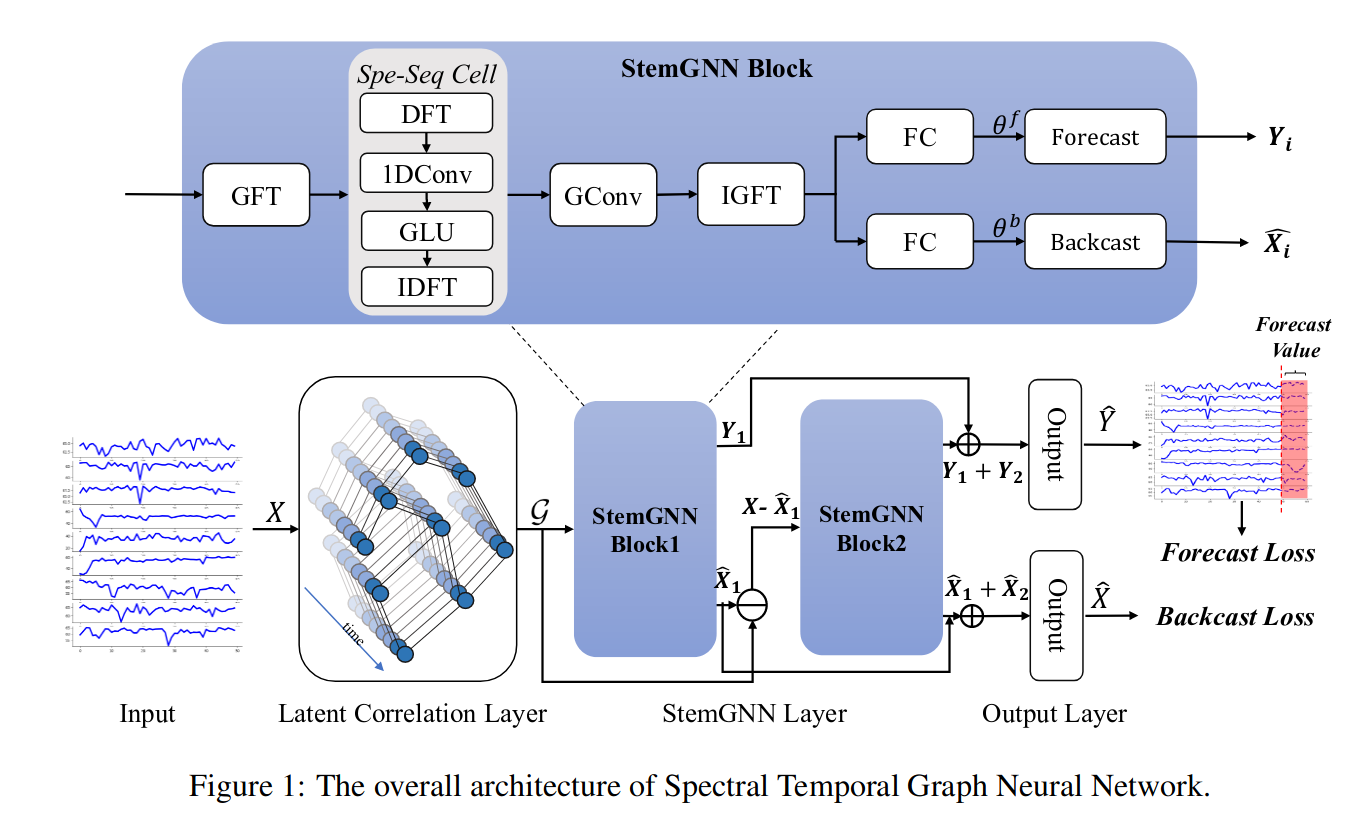 StemGNN Block
Spe-Seq Cell
DFT
1DConv
GLU
IDFT
GFT
GConv
IGFT
FC
θ^f
Forecast
Y_i
FC
θ^b
Backcast
X̂_i
Forecast
Value
X
time
𝒢
StemGNN
Block1
Y_1
X̂_1
X- X̂_1
StemGNN
Block2
Y_1 + Y_2
X̂_1 + X̂_2
Output
Ŷ
Output
X̂
Forecast Loss
Backcast Loss
Input
Latent Correlation Layer
StemGNN Layer
Output Layer
Figure 1: The overall architecture of Spectral Temporal Graph Neural Network.